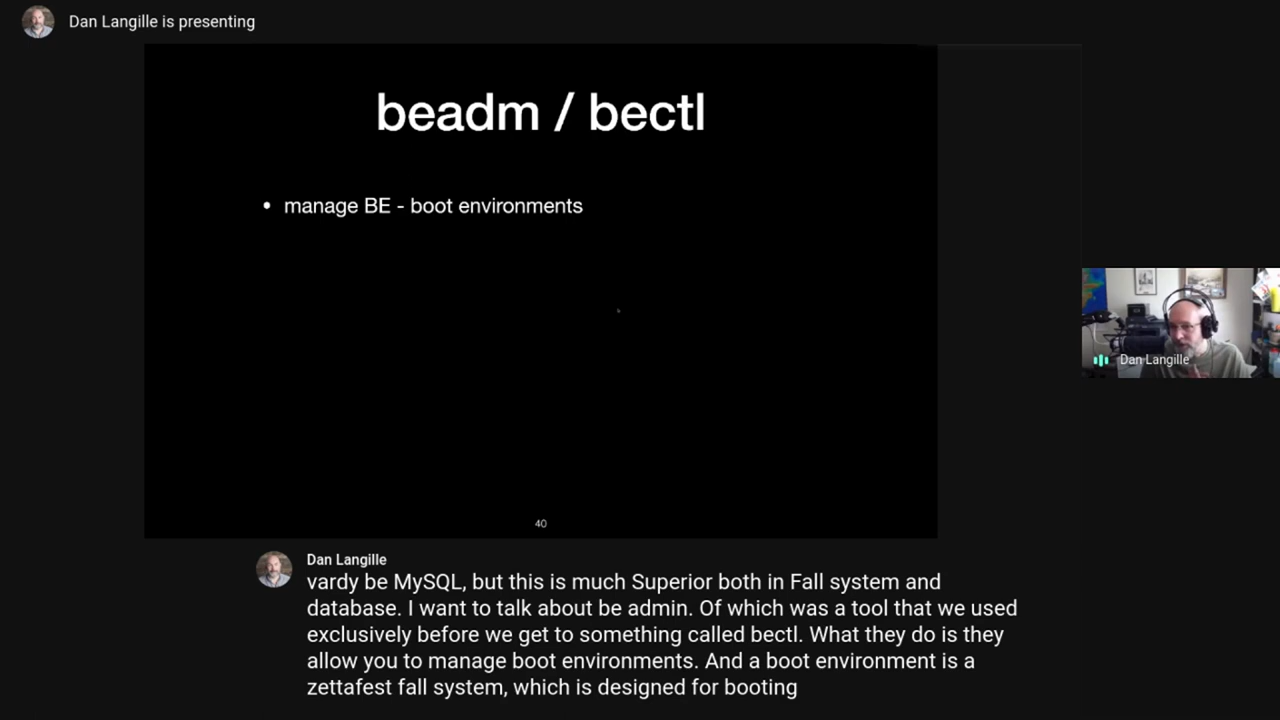 Dan Langille is presenting
beadm / bectl
• manage BE - boot environments
40
Dan Langille
Dan Langille
vardy be MySQL, but this is much Superior both in Fall system and
database. I want to talk about be admin. Of which was a tool that we used
exclusively before we get to something called bectl. What they do is they
allow you to manage boot environments. And a boot environment is a
zettafest fall system, which is designed for booting